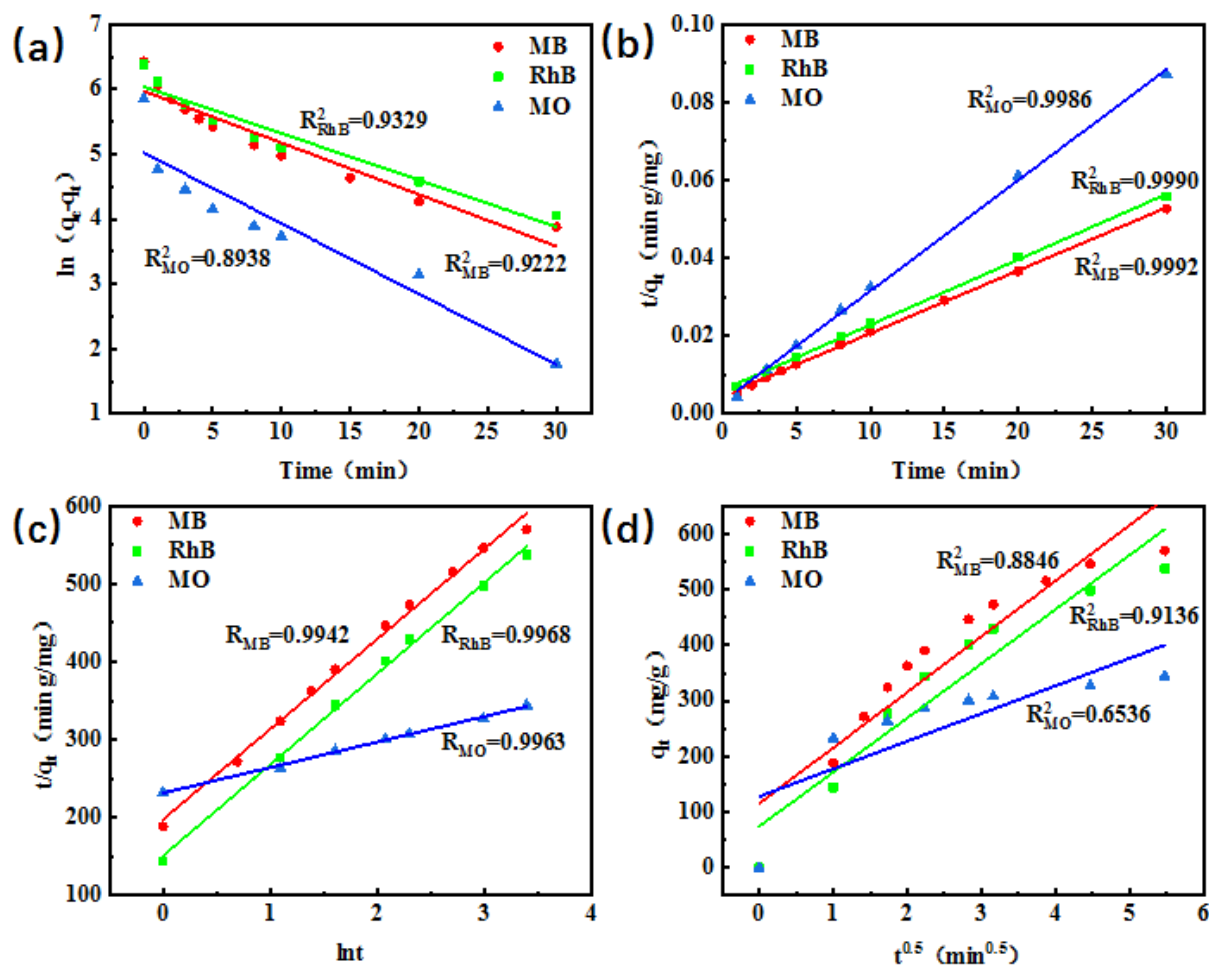 (a)
7
6
5
4
3
2
1
ln（qe-qt）
MB
RhB
MO
R²RhB=0.9329
R²MO=0.8938
R²MB=0.9222
0 5 10 15 20 25 30
Time（min）
(b)
0.10
0.08
0.06
0.04
0.02
0.00
t/qt（min g/mg）
MB
RhB
MO
R²MO=0.9986
R²RhB=0.9990
R²MB=0.9992
5 10 15 20 25 30
Time（min）
(c)
600
500
400
300
200
100
t/qt（min g/mg）
MB
RhB
MO
RMB=0.9942
RRhB=0.9968
RMO=0.9963
0 1 2 3 4
lnt
(d)
600
500
400
300
200
100
0
qt（mg/g）
MB
RhB
MO
R²MB=0.8846
R²RhB=0.9136
R²MO=0.6536
0 1 2 3 4 5 6
t0.5（min0.5）